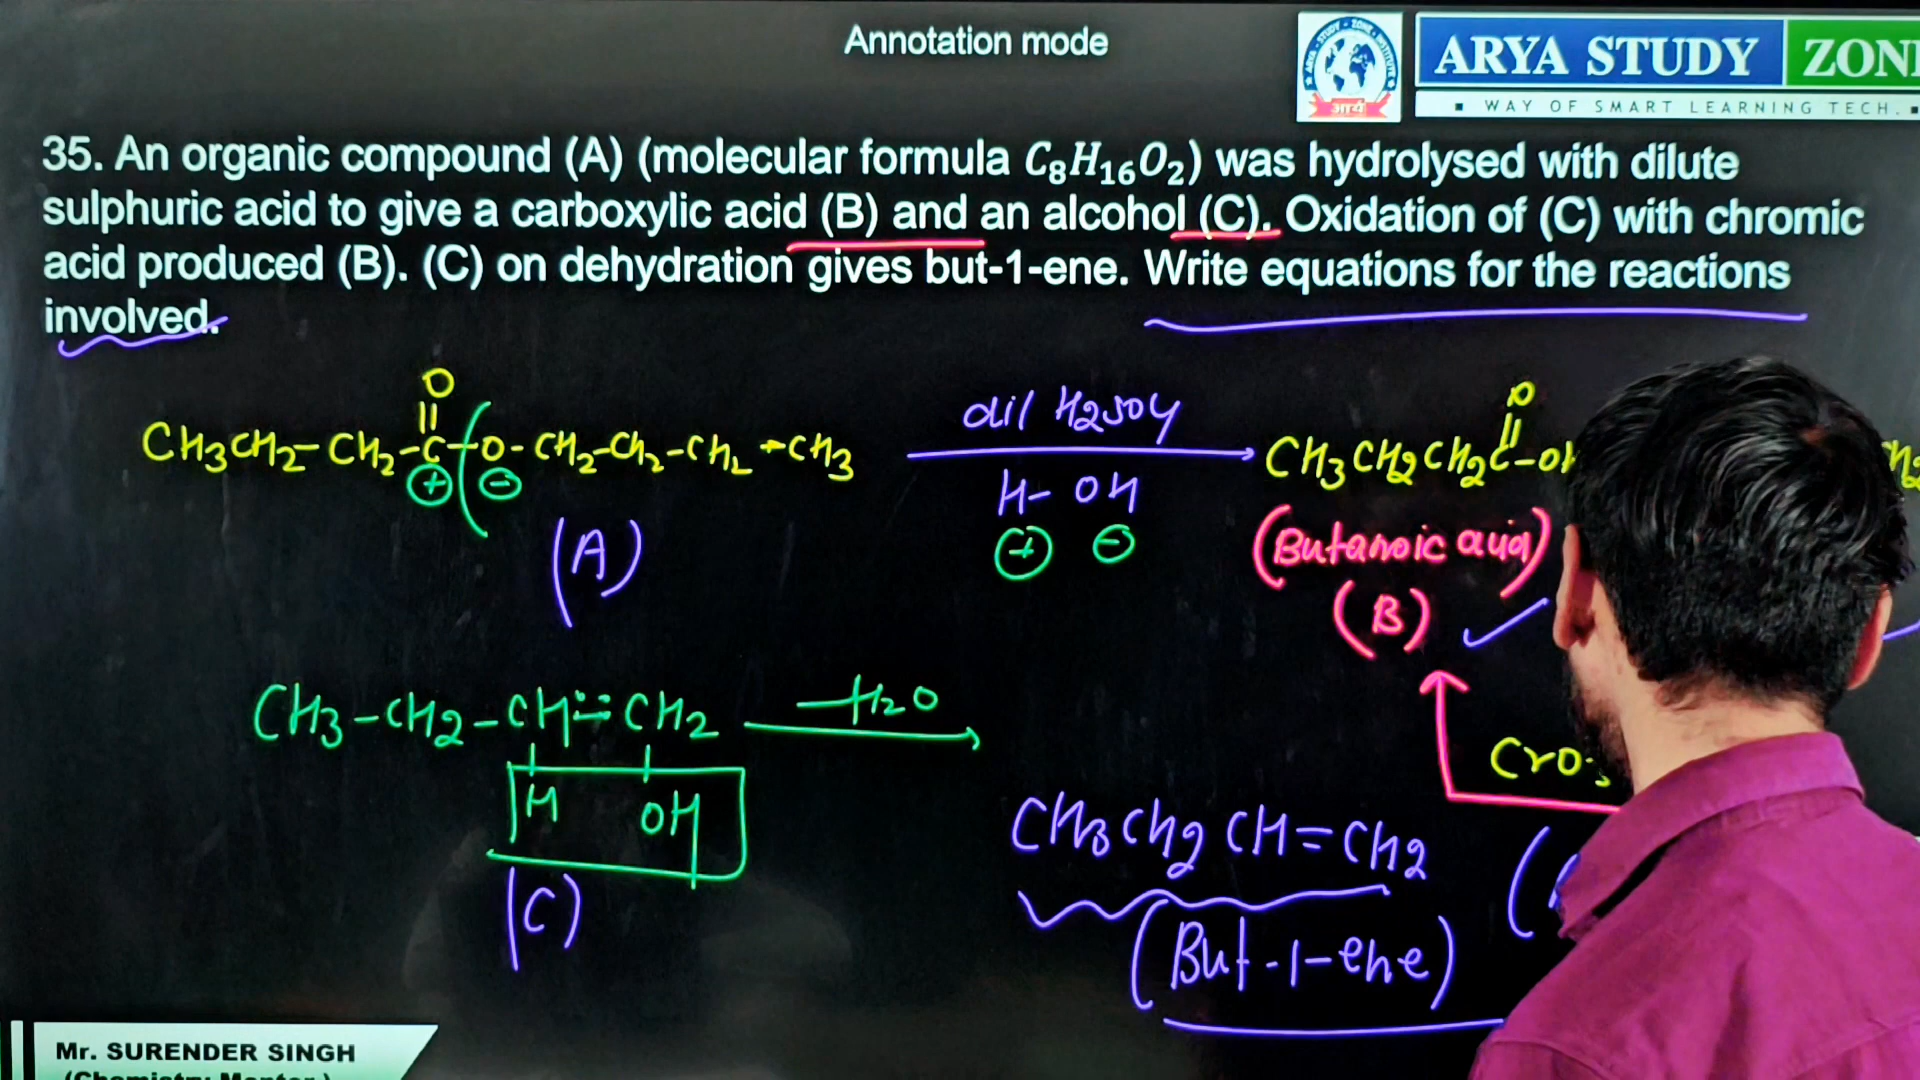 Annotation mode
ARYA STUDY ZON
WAY OF SMART LEARNING TECH.
आर्य
35. An organic compound (A) (molecular formula C₈H₁₆O₂) was hydrolysed with dilute
sulphuric acid to give a carboxylic acid (B) and an alcohol (C). Oxidation of (C) with chromic
acid produced (B). (C) on dehydration gives but-1-ene. Write equations for the reactions
involved.
O
CH3CH2-CH2-C-O-CH2-CH2-CH2-CH3
+ -
(A)
dil H2SO4
H- OH
+ -
O
CH3CH2CH2C-OH
(Butanoic acid)
(B)
CH3-CH2-CH=CH2
H OH
(C)
-H2O
CrO3
CH3CH2CH=CH2
(But-1-ene)
Mr. SURENDER SINGH
(Chemistry Mentor)